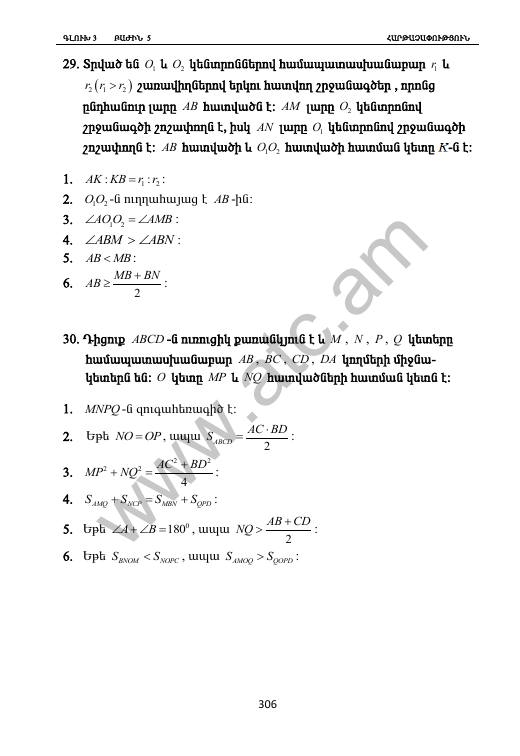 ԳԼՈՒԽ 3 ԲԱԺԻՆ 5 ՀԱՐԹԱՉԱՓՈՒԹՅՈՒՆ
29. Տրված են O₁ և O₂ կենտրոններով համապատասխանաբար r₁ և
r₂ (r₁ > r₂) շառավիղներով երկու հատվող շրջանագծեր , որոնց
ընդհանուր լարը AB հատվածն է: AM լարը O₂ կենտրոնով
շրջանագծի շոշափողն է, իսկ AN լարը O₁ կենտրոնով շրջանագծի
շոշափողն է: AB հատվածի և O₁O₂ հատվածի հատման կետը K-ն է:
1. AK : KB = r₁ : r₂ :
2. O₁O₂ -ն ուղղահայաց է AB -ին:
3. ∠AO₁O₂ = ∠AMB :
4. ∠ABM > ∠ABN :
5. AB < MB :
6. AB ≥ (MB + BN)/2 :
30. Դիցուք ABCD -ն ուռուցիկ քառանկյուն է և M , N , P , Q կետերը
համապատասխանաբար AB , BC , CD , DA կողմերի միջնա-
կետերն են: O կետը MP և NQ հատվածների հատման կետն է:
1. MNPQ -ն զուգահեռագիծ է:
2. Եթե NO = OP , ապա S_ABCD = (AC · BD)/2 :
3. MP² + NQ² = (AC² + BD²)/4 :
4. S_AMQ + S_NCP = S_MBN + S_QPD :
5. Եթե ∠A + ∠B = 180⁰ , ապա NQ > (AB + CD)/2 :
6. Եթե S_BNOM < S_NOPC , ապա S_AMOQ > S_QOPD :
www.atc.am
306